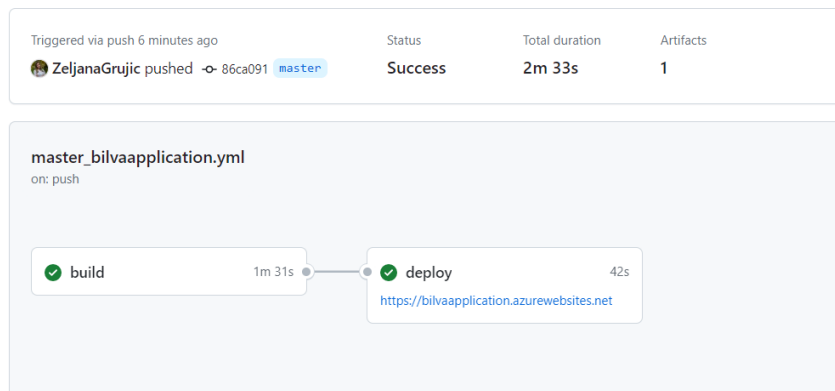 Triggered via push 6 minutes ago
Status
Total duration
Artifacts
ZeljanaGrujic pushed 86ca091 master
Success
2m 33s
1
master_bilvaapplication.yml
on: push
build
1m 31s
deploy
42s
https://bilvaapplication.azurewebsites.net